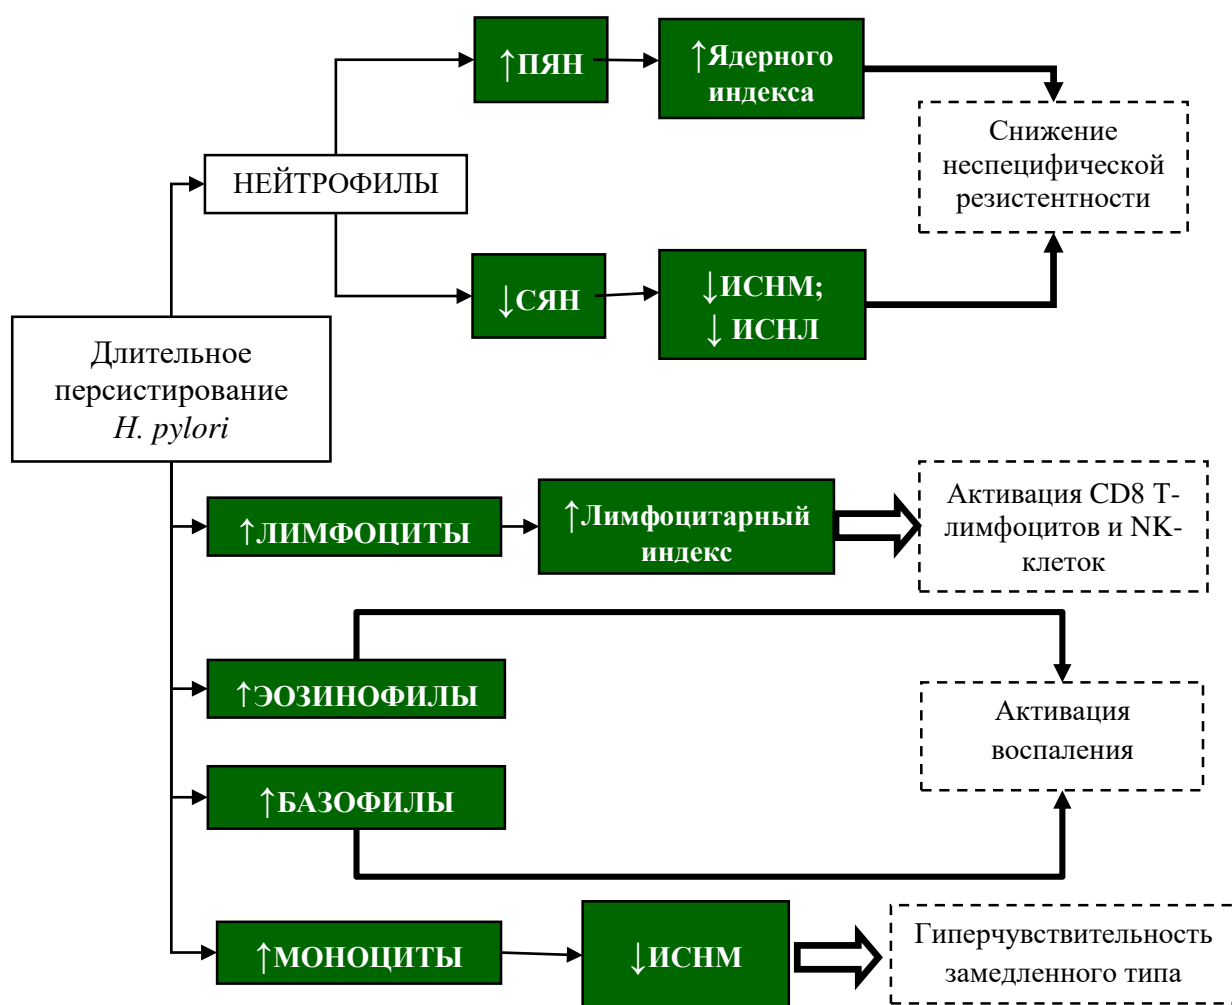 ↑ПЯН
↑Ядерного
индекса
Снижение
неспецифической
резистентности
НЕЙТРОФИЛЫ
↓СЯН
↓ИСНМ;
↓ ИСНЛ
Длительное
персистирование
H. pylori
↑ЛИМФОЦИТЫ
↑Лимфоцитарный
индекс
Активация CD8 Т-
лимфоцитов и NK-
клеток
↑ЭОЗИНОФИЛЫ
Активация
воспаления
↑БАЗОФИЛЫ
↑МОНОЦИТЫ
↓ИСНМ
Гиперчувствительность
замедленного типа